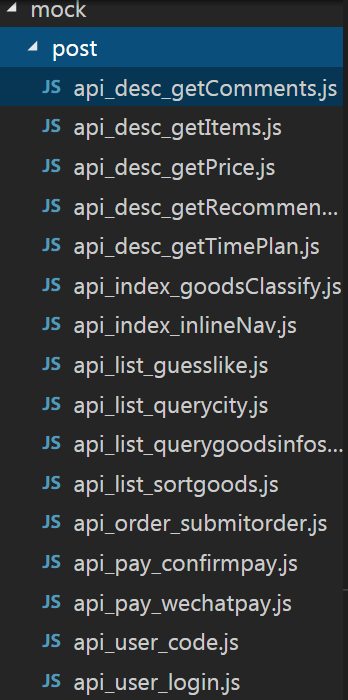 mock
post
JS api_desc_getComments.js
JS api_desc_getItems.js
JS api_desc_getPrice.js
JS api_desc_getRecommen...
JS api_desc_getTimePlan.js
JS api_index_goodsClassify.js
JS api_index_inlineNav.js
JS api_list_guesslike.js
JS api_list_querycity.js
JS api_list_querygoodsinfos...
JS api_list_sortgoods.js
JS api_order_submitorder.js
JS api_pay_confirmpay.js
JS api_pay_wechatpay.js
JS api_user_code.js
JS api_user_login.js